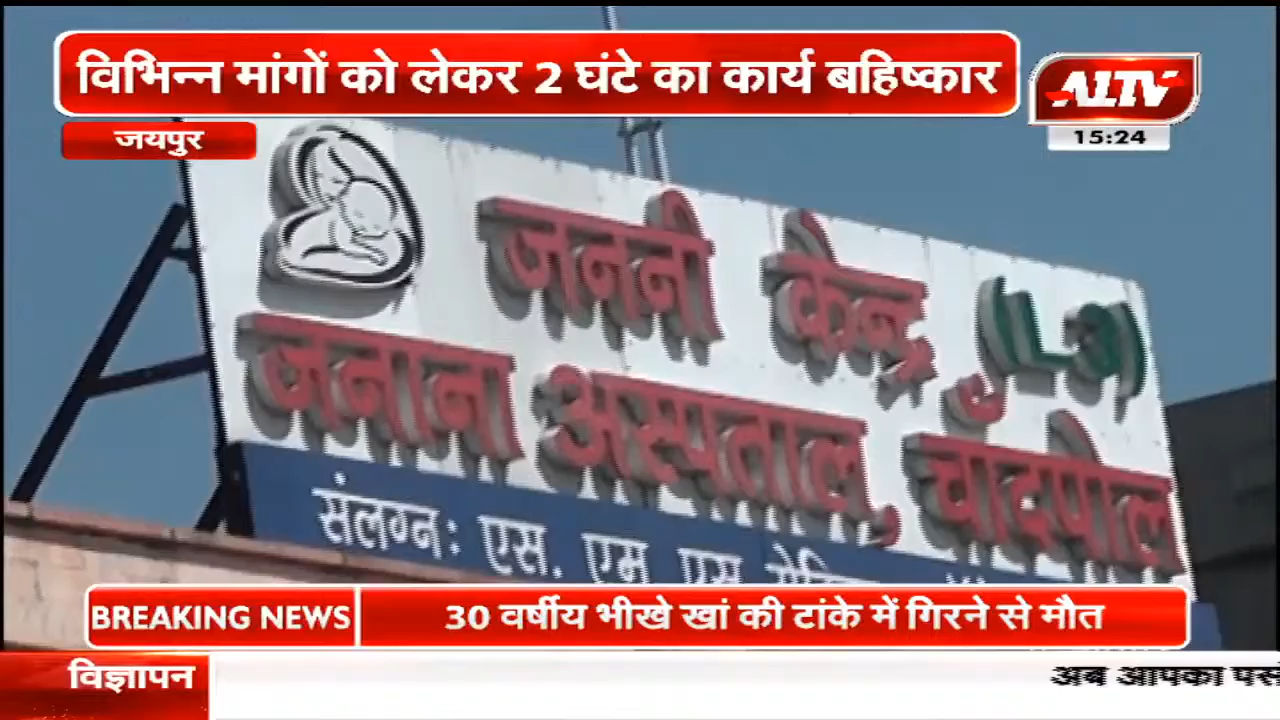 विभिन्न मांगों को लेकर 2 घंटे का कार्य बहिष्कार
ALTV
15:24
जयपुर
जननी केन्द्र (L3)
जनाना अस्पताल, चाँदपोल
संलग्न: एस. एम. एस.
BREAKING NEWS
30 वर्षीय भीखे खां की टांके में गिरने से मौत
विज्ञापन
अब आपका